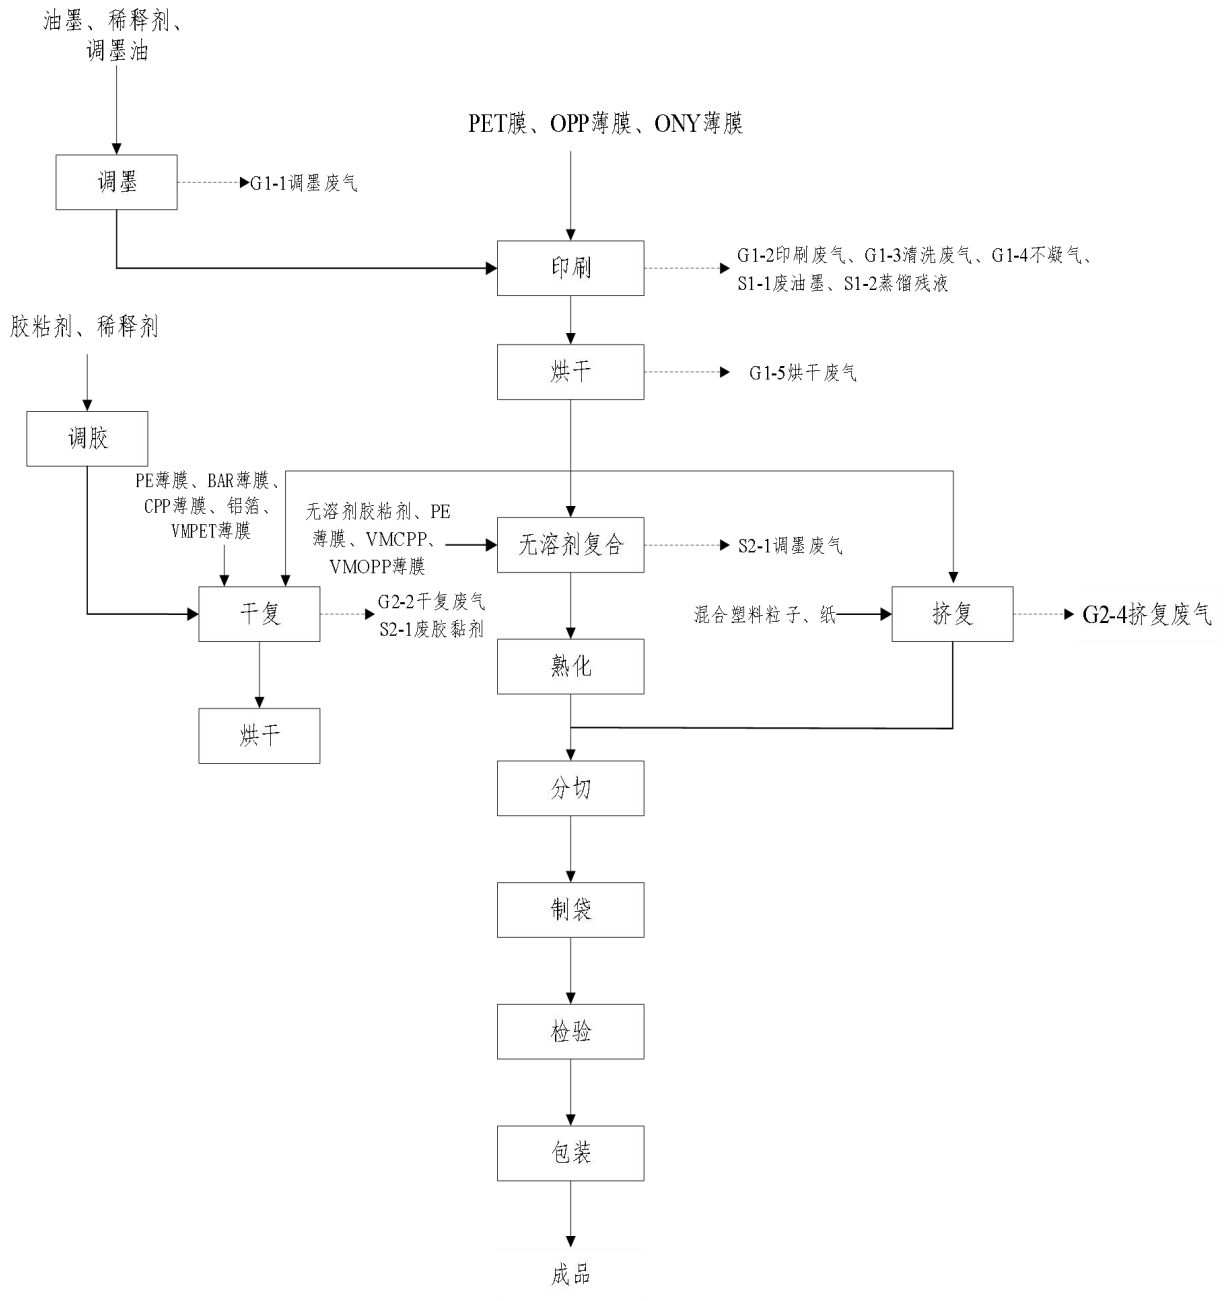 油墨、稀释剂、
调墨油
PET膜、OPP薄膜、ONY薄膜
调墨
G1-1调墨废气
印刷
G1-2印刷废气、G1-3清洗废气、G1-4不凝气、
S1-1废油墨、S1-2蒸馏残液
胶粘剂、稀释剂
烘干
G1-5烘干废气
调胶
PE薄膜、BAR薄膜、
CPP薄膜、铝箔、
VMPET薄膜
无溶剂胶粘剂、PE
薄膜、VMCPP、
VMOPP薄膜
无溶剂复合
S2-1调墨废气
干复
G2-2干复废气
S2-1废胶黏剂
混合塑料粒子、纸
挤复
G2-4挤复废气
熟化
烘干
分切
制袋
检验
包装
成品